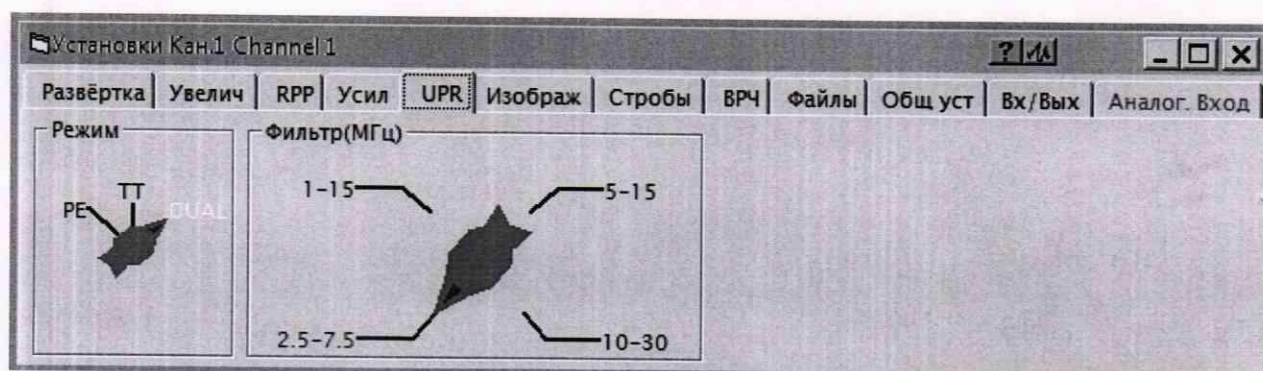 Установки Кан.1 Channel 1
?
Развёртка Увелич RPP Усил UPR Изображ Стробы ВРЧ Файлы Общ уст Вх/Вых Аналог. Вход
Режим Фильтр(МГц)
PE TT DUAL
1-15 5-15
2.5-7.5 10-30